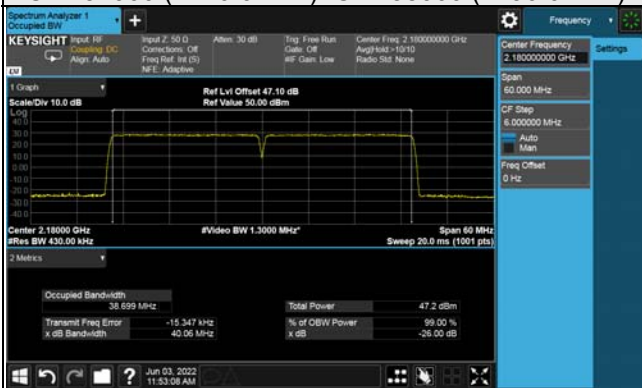 Spectrum Analyzer 1
Occupied BW
Frequency
KEYSIGHT
Input: RF
Coupling: DC
Align: Auto
Input Z: 50 Ω
Corrections: Off
Freq Ref: Int (S)
NFE: Adaptive
Atten: 30 dB
Trig: Free Run
Gate: Off
#IF Gain: Low
Center Freq: 2.180000000 GHz
Avg|Hold:>10/10
Radio Std: None
Center Frequency
2.180000000 GHz
Settings
Span
60.000 MHz
CF Step
6.000000 MHz
Auto
Man
Freq Offset
0 Hz
1 Graph
Scale/Div 10.0 dB
Ref Lvl Offset 47.10 dB
Ref Value 50.00 dBm
Log
40.0
30.0
20.0
10.0
0.00
-10.0
-20.0
-30.0
-40.0
Center 2.18000 GHz
#Res BW 430.00 kHz
#Video BW 1.3000 MHz*
Span 60 MHz
Sweep 20.0 ms (1001 pts)
2 Metrics
Occupied Bandwidth
38.699 MHz
Total Power 47.2 dBm
Transmit Freq Error -15.347 kHz
% of OBW Power 99.00 %
x dB Bandwidth 40.06 MHz
x dB -26.00 dB
?
Jun 03, 2022
11:53:08 AM